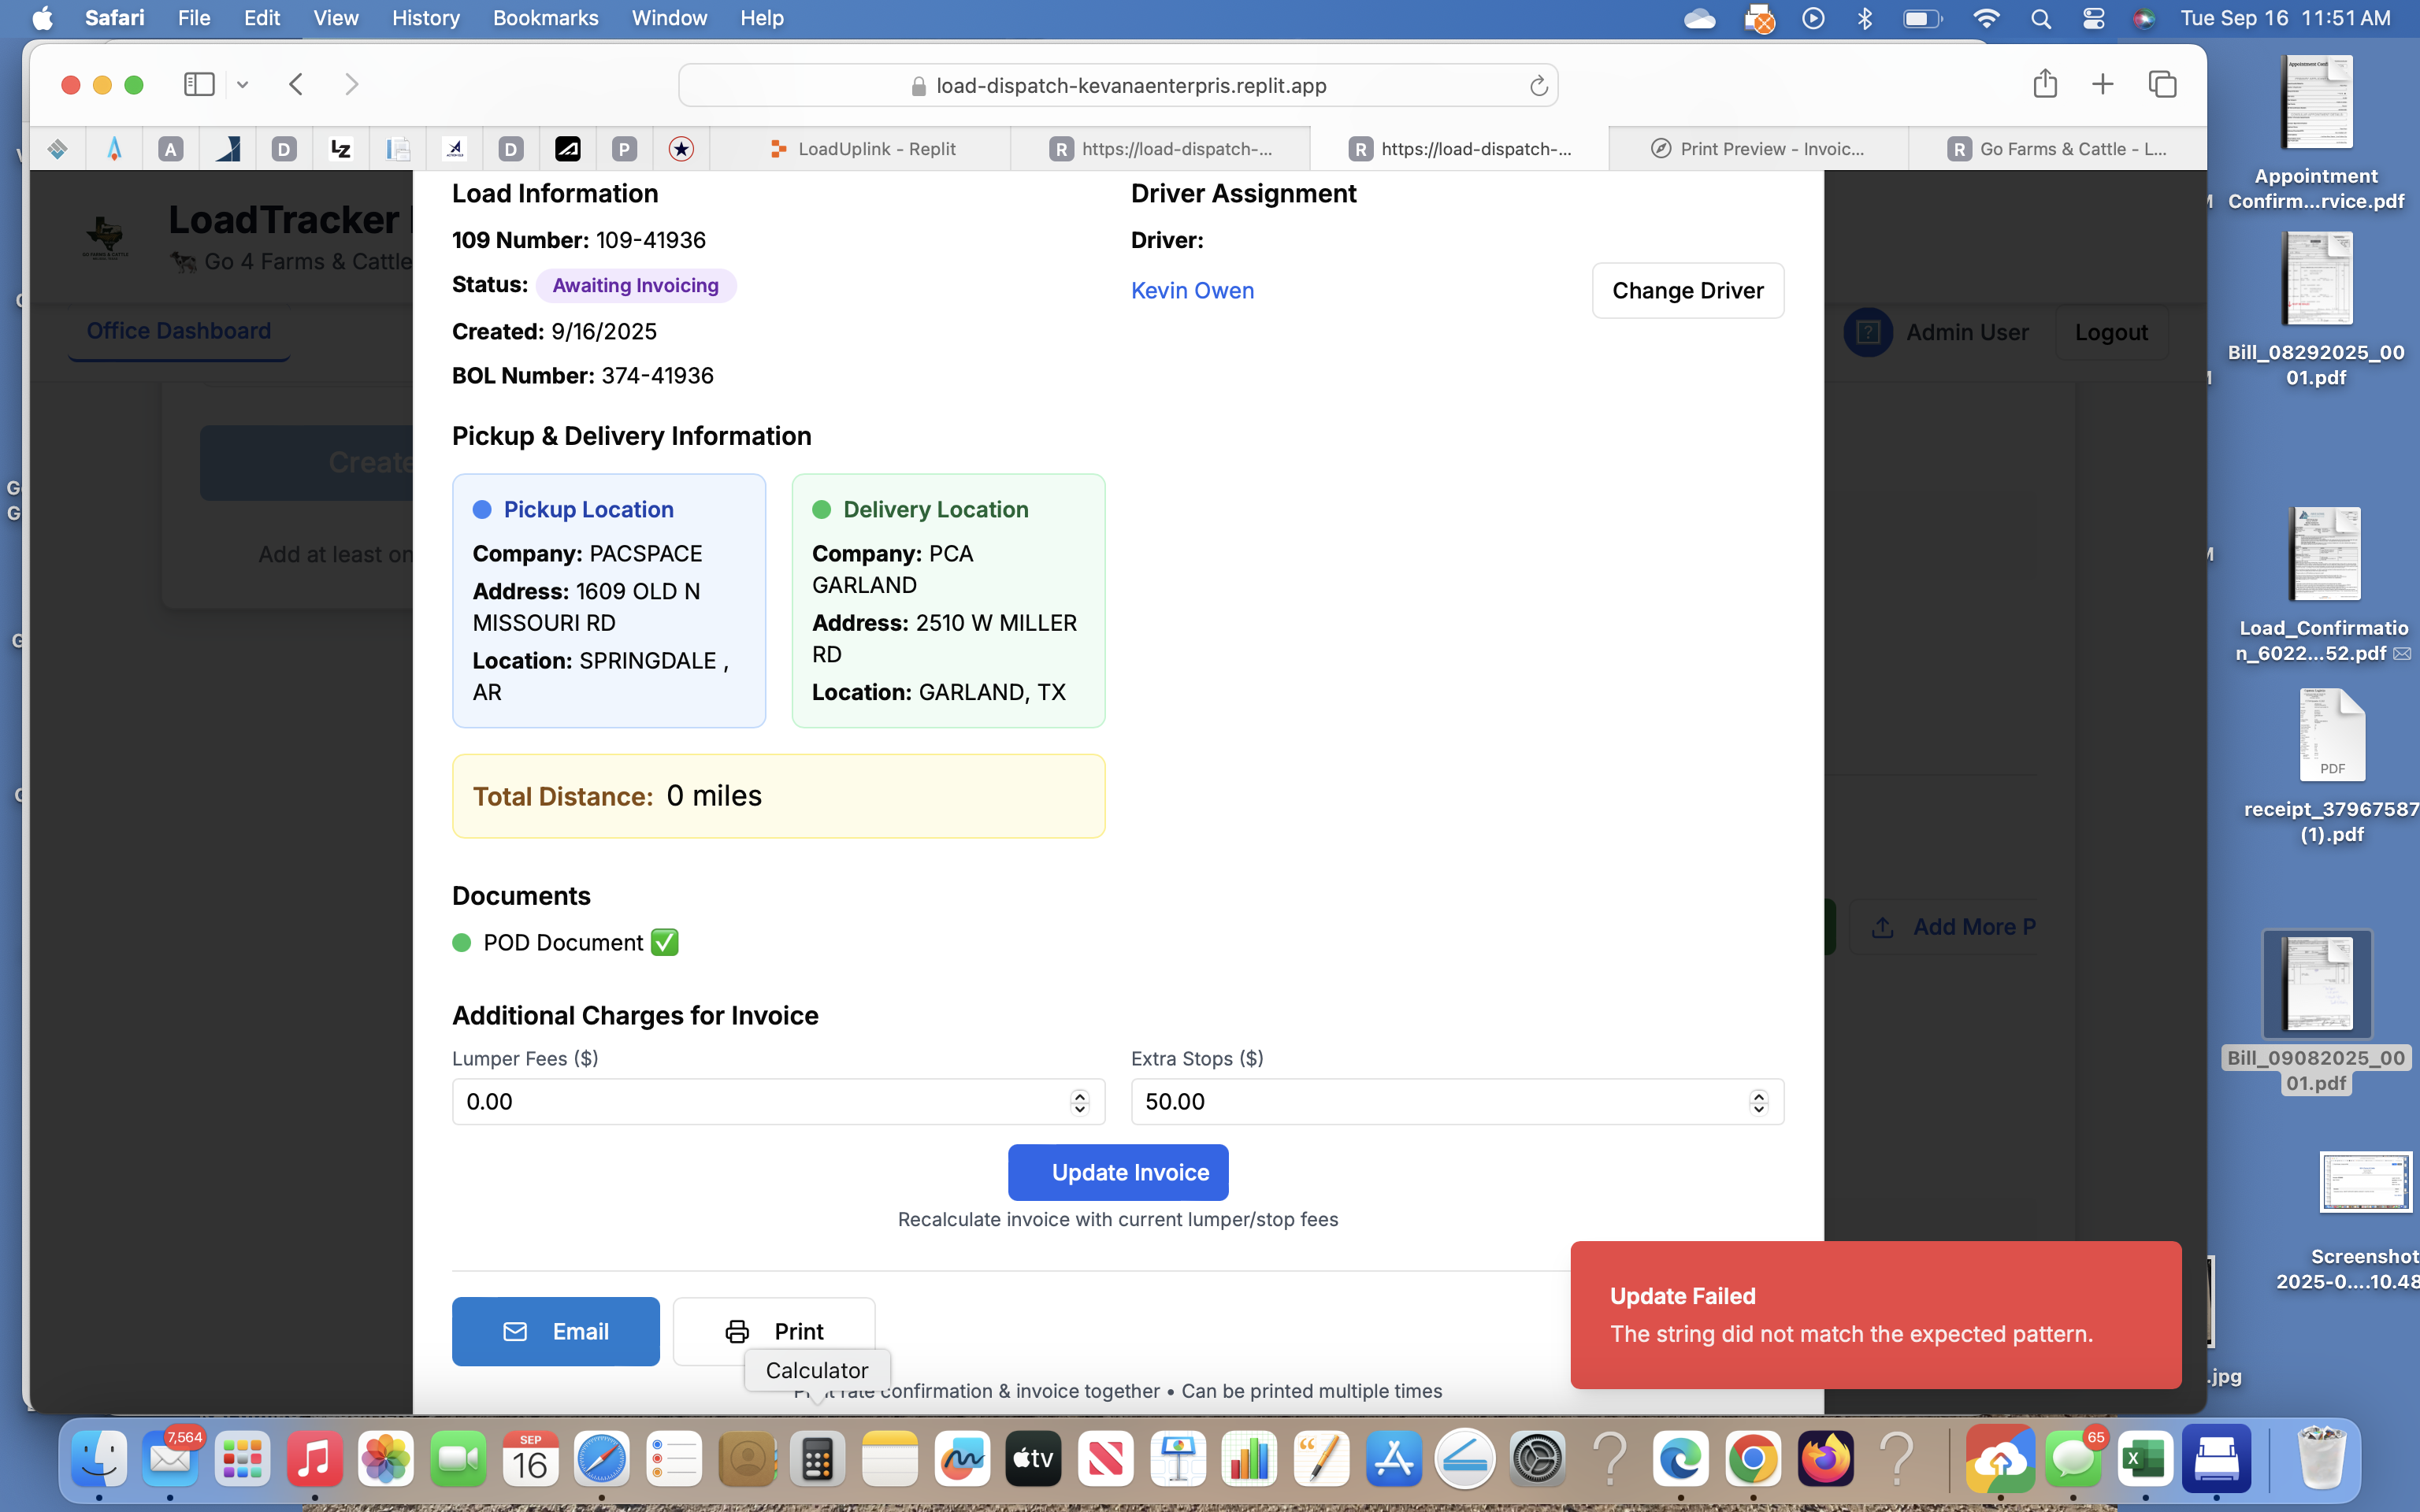 Safari File Edit View History Bookmarks Window Help
Tue Sep 16 11:51 AM
load-dispatch-kevanaenterpris.replit.app
A
D
LZ
D
P
LoadUplink - Replit
R https://load-dispatch-...
R https://load-dispatch-...
Print Preview - Invoic...
R Go Farms & Cattle - L...
LoadTracker
Go 4 Farms & Cattle
Office Dashboard
Admin User
Logout
Create
Add at least on
Add More P
Load Information
109 Number: 109-41936
Status: Awaiting Invoicing
Created: 9/16/2025
BOL Number: 374-41936
Driver Assignment
Driver:
Kevin Owen
Change Driver
Pickup & Delivery Information
Pickup Location
Company: PACSPACE
Address: 1609 OLD N
MISSOURI RD
Location: SPRINGDALE ,
AR
Delivery Location
Company: PCA
GARLAND
Address: 2510 W MILLER
RD
Location: GARLAND, TX
Total Distance: 0 miles
Documents
POD Document ✅
Additional Charges for Invoice
Lumper Fees ($)
0.00
Extra Stops ($)
50.00
Update Invoice
Recalculate invoice with current lumper/stop fees
Email
Print
Calculator
rate confirmation & invoice together • Can be printed multiple times
Update Failed
The string did not match the expected pattern.
Appointment
Confirm...rvice.pdf
Bill_08292025_00
01.pdf
Load_Confirmatio
n_6022...52.pdf
PDF
receipt_37967587
(1).pdf
Bill_09082025_00
01.pdf
Screenshot
2025-0....10.48
.jpg
7,564
SEP
16
tv
65